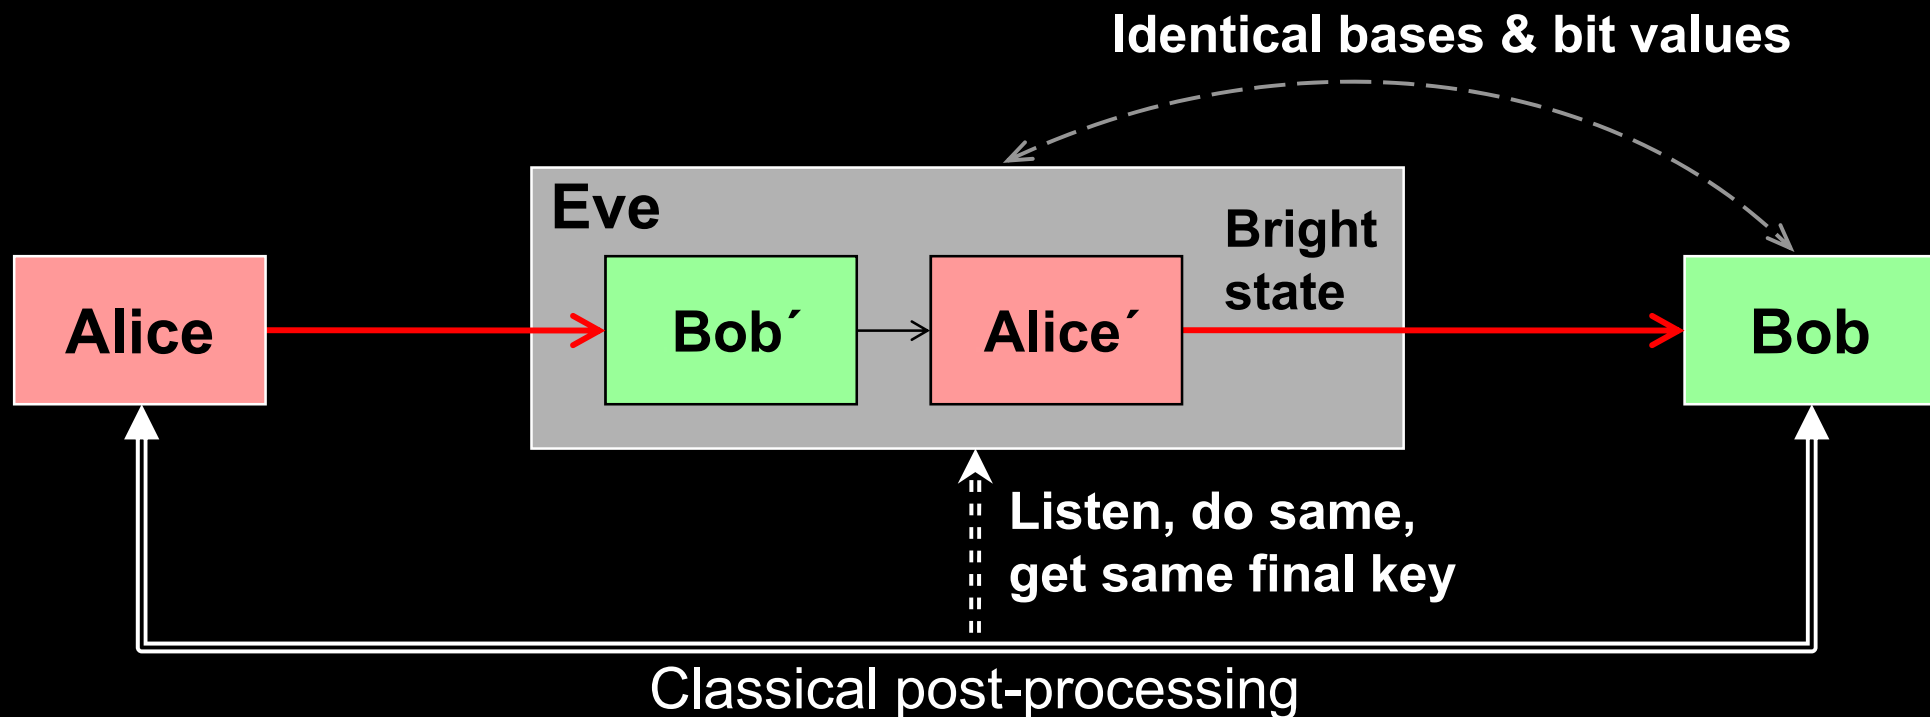 Identical bases & bit values
Eve
Bright
state
Alice
Bob´
Alice´
Bob
Listen, do same,
get same final key
Classical post-processing